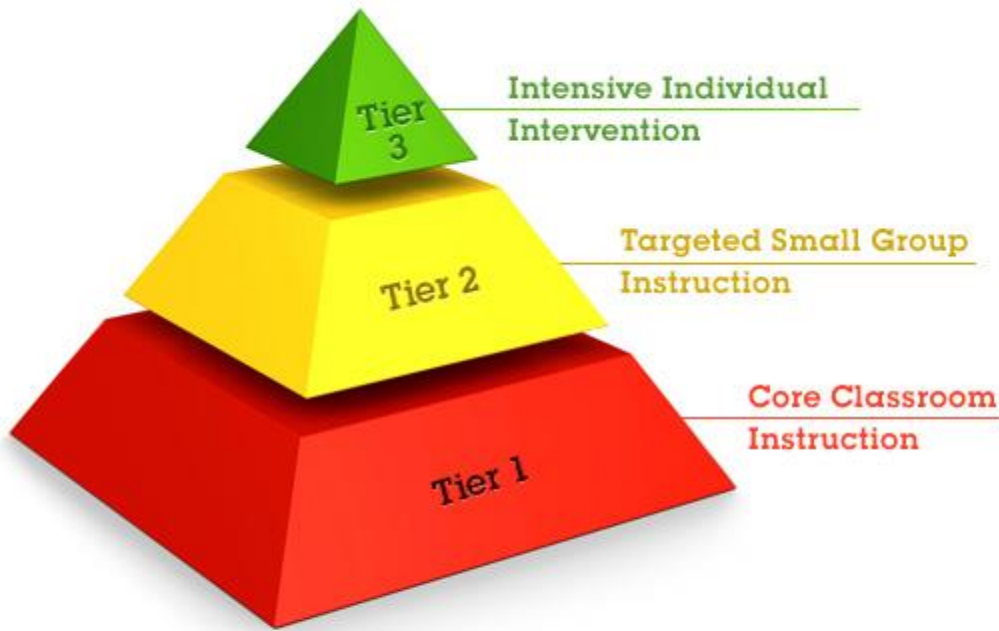 Tier
3
Intensive Individual
Intervention
Tier 2
Targeted Small Group
Instruction
Tier 1
Core Classroom
Instruction